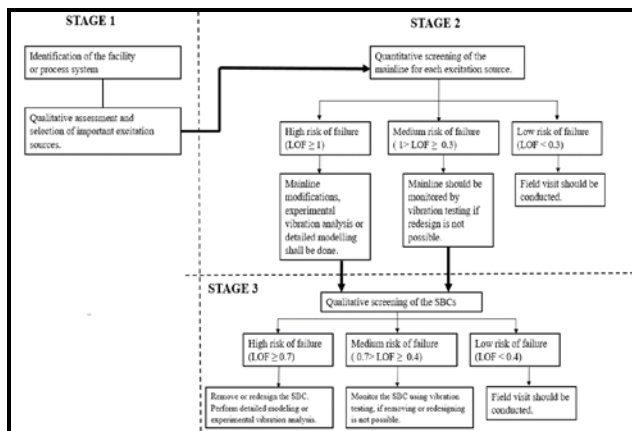 STAGE 1
Identification of the facility
or process system
Qualitative assessment and
selection of important excitation
sources.
STAGE 2
Quantitative screening of the
mainline for each excitation source.
High risk of failure
(LOF ≥ 1)
Mainline
modifications,
experimental
vibration analysis or
detailed modelling
shall be done.
Medium risk of failure
( 1> LOF ≥ 0.3)
Mainline should be
monitored by
vibration testing if
redesign is not
possible.
Low risk of failure
(LOF < 0.3)
Field visit should be
conducted.
STAGE 3
Qualitative screening of the SBCs
High risk of failure
(LOF ≥ 0.7)
Remove or redesign the SBC.
Perform detailed modeling or
experimental vibration analysis.
Medium risk of failure
( 0.7> LOF ≥ 0.4)
Monitor the SBC using vibration
testing, if removing or redesigning
is not possible.
Low risk of failure
(LOF < 0.4)
Field visit should be
conducted.